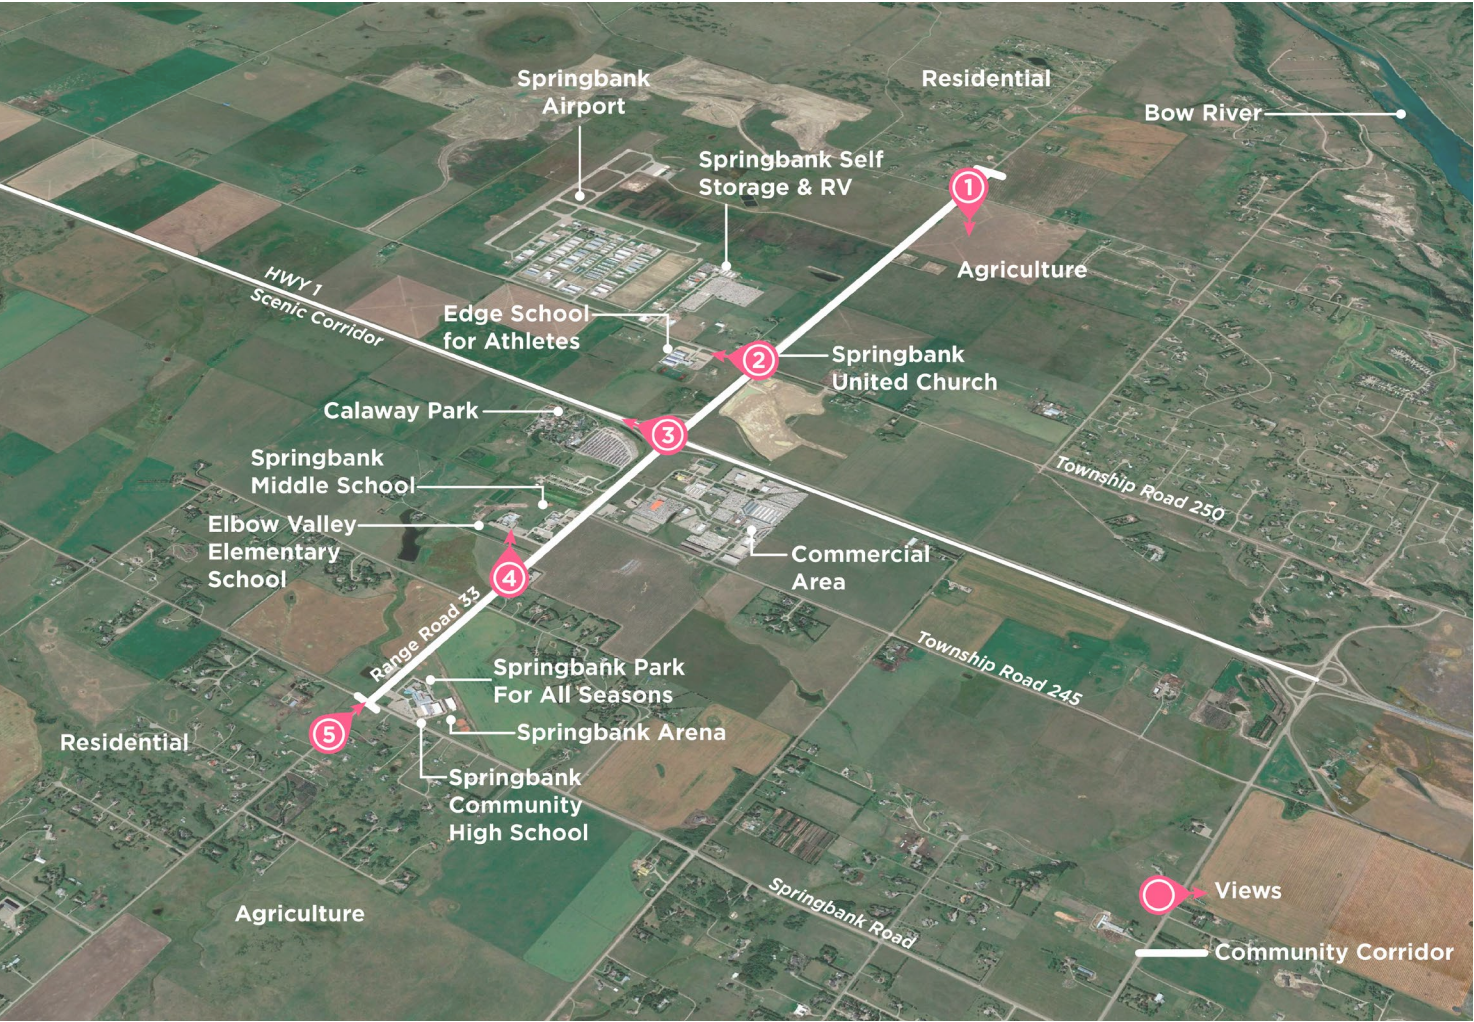 Springbank
Airport
Residential
Bow River
Springbank Self
Storage & RV
1
Agriculture
HWY 1
Scenic Corridor
Edge School
for Athletes
2
Springbank
United Church
Calaway Park
3
Springbank
Middle School
Township Road 250
Elbow Valley
Elementary
School
Commercial
Area
4
Range Road 33
Township Road 245
Springbank Park
For All Seasons
5
Springbank Arena
Residential
Springbank
Community
High School
Springbank Road
Views
Agriculture
Community Corridor